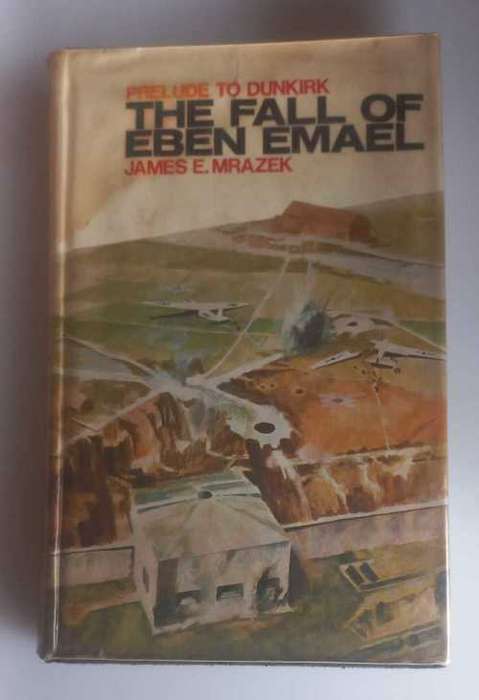 PRELUDE TO DUNKIRK
THE FALL OF
EBEN EMAEL
JAMES E. MRAZEK